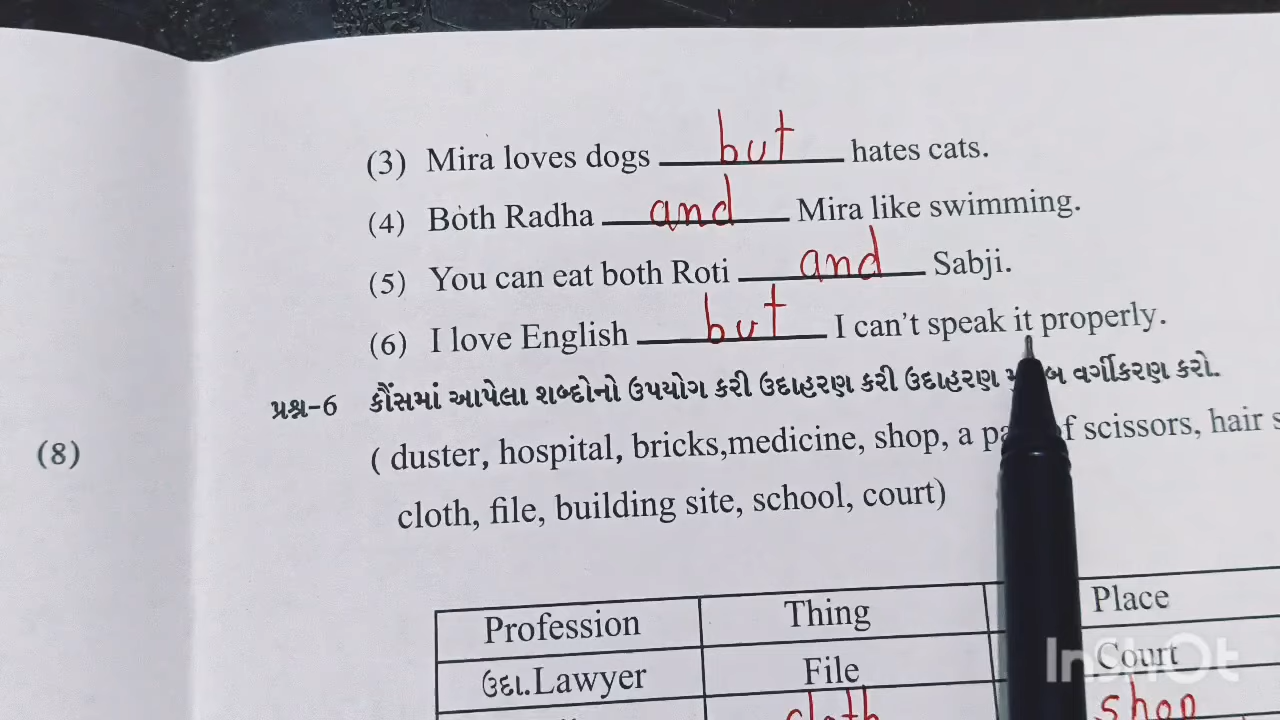 (3) Mira loves dogs but hates cats.
(4) Both Radha and Mira like swimming.
(5) You can eat both Roti and Sabji.
(6) I love English but I can't speak it properly.
પ્રશ્ન-6 કૌંસમાં આપેલા શબ્દોનો ઉપયોગ કરી ઉદાહરણ કરી ઉદાહરણ વર્ગીકરણ કરો.
(8)
( duster, hospital, bricks,medicine, shop, a of scissors, hair
cloth, file, building site, school, court)
Profession Thing Place
ઉદા.Lawyer File Court
cloth shop
InShOt